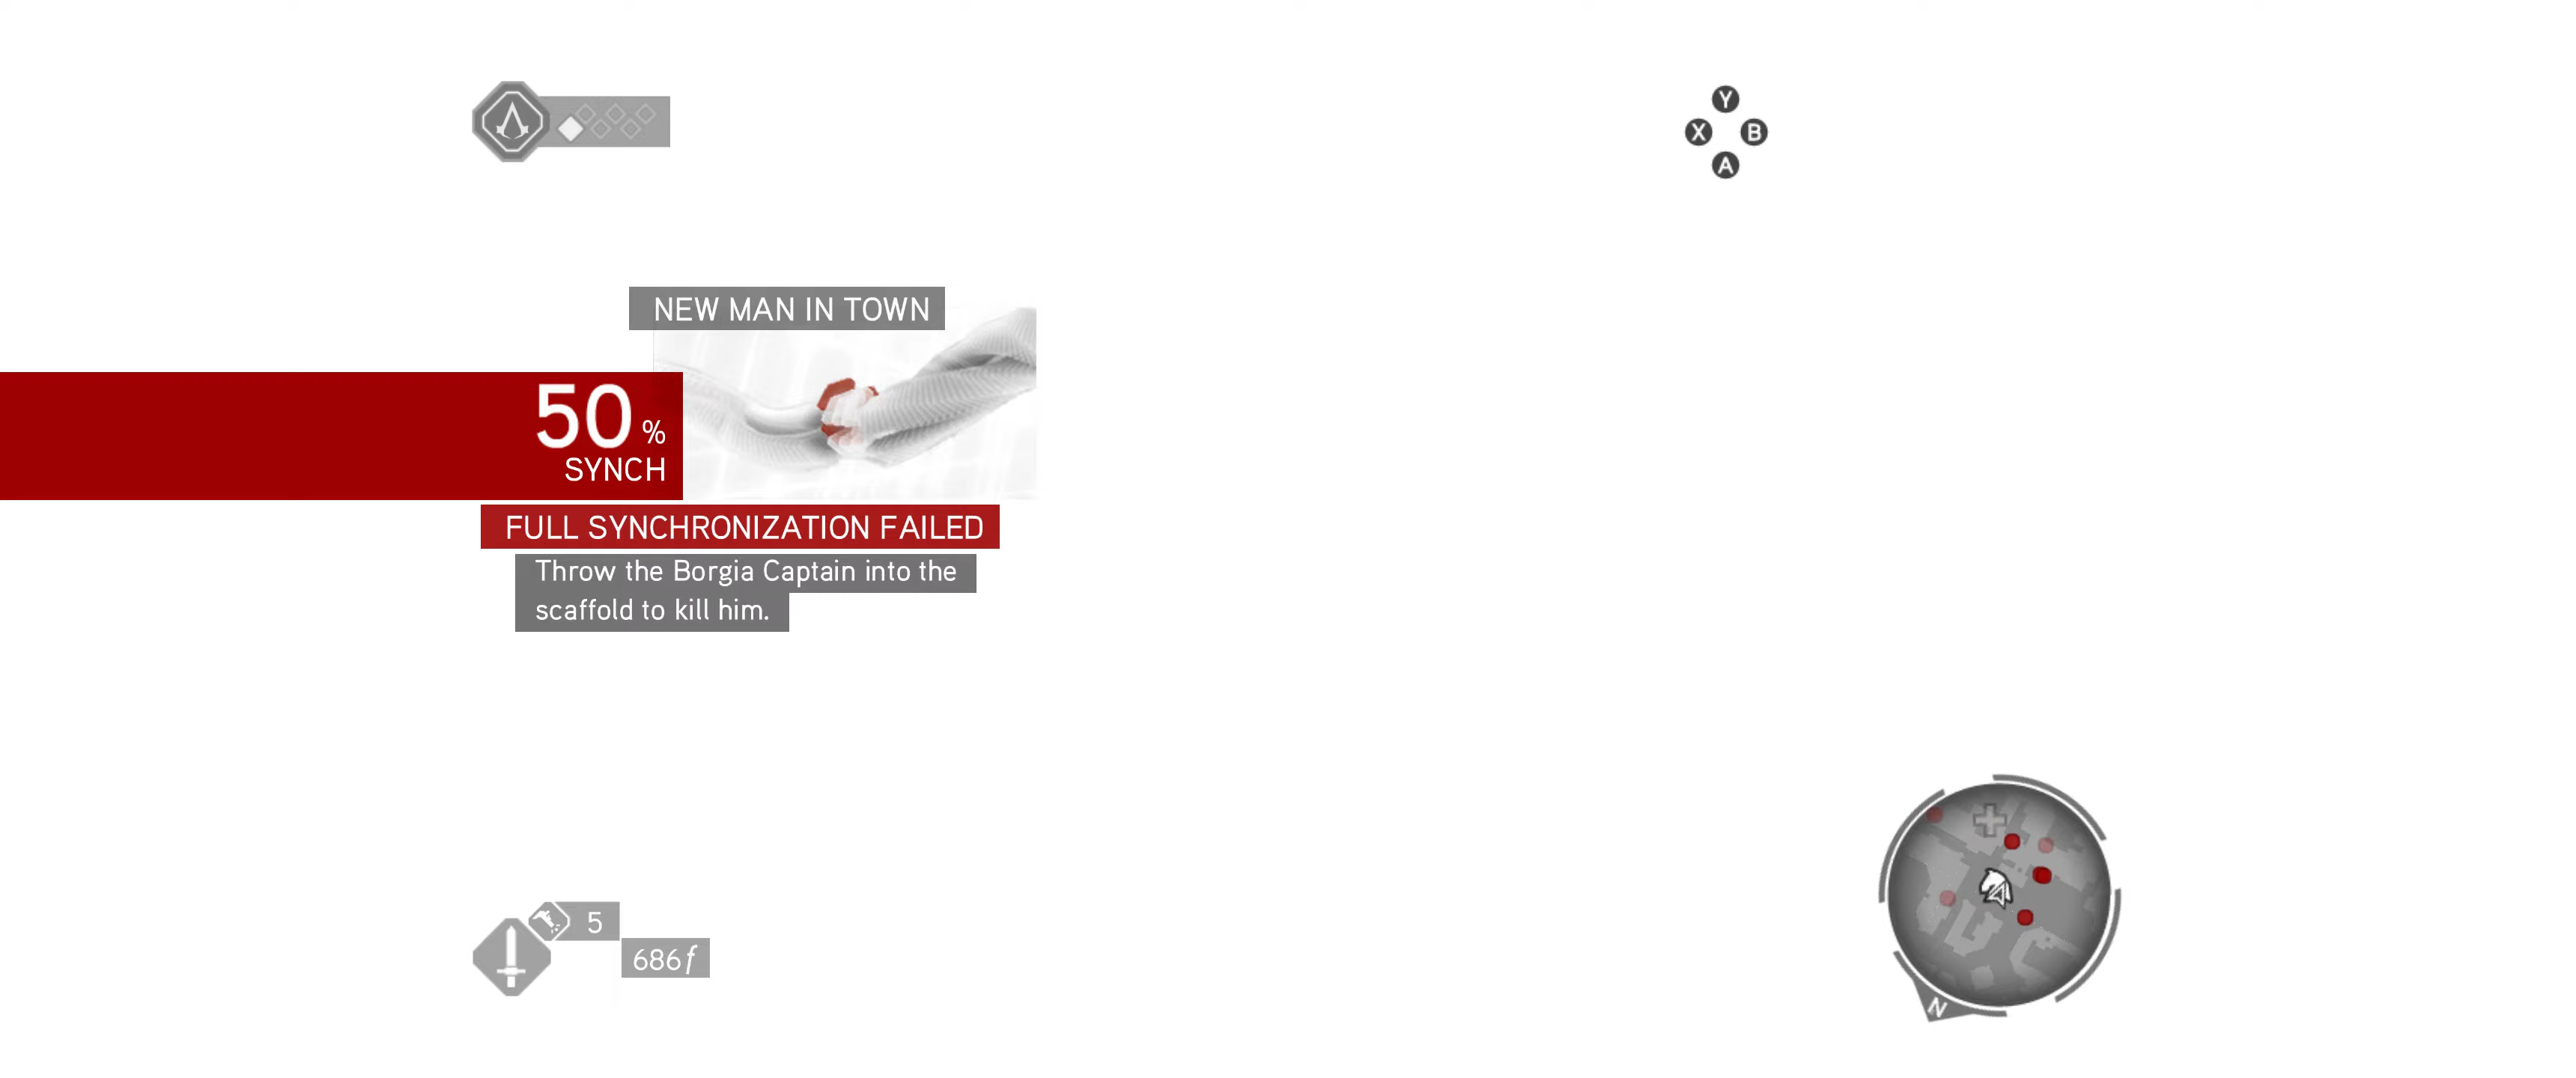 Y
X B
A
NEW MAN IN TOWN
50 %
SYNCH
FULL SYNCHRONIZATION FAILED
Throw the Borgia Captain into the
scaffold to kill him.
5
686 ƒ
N